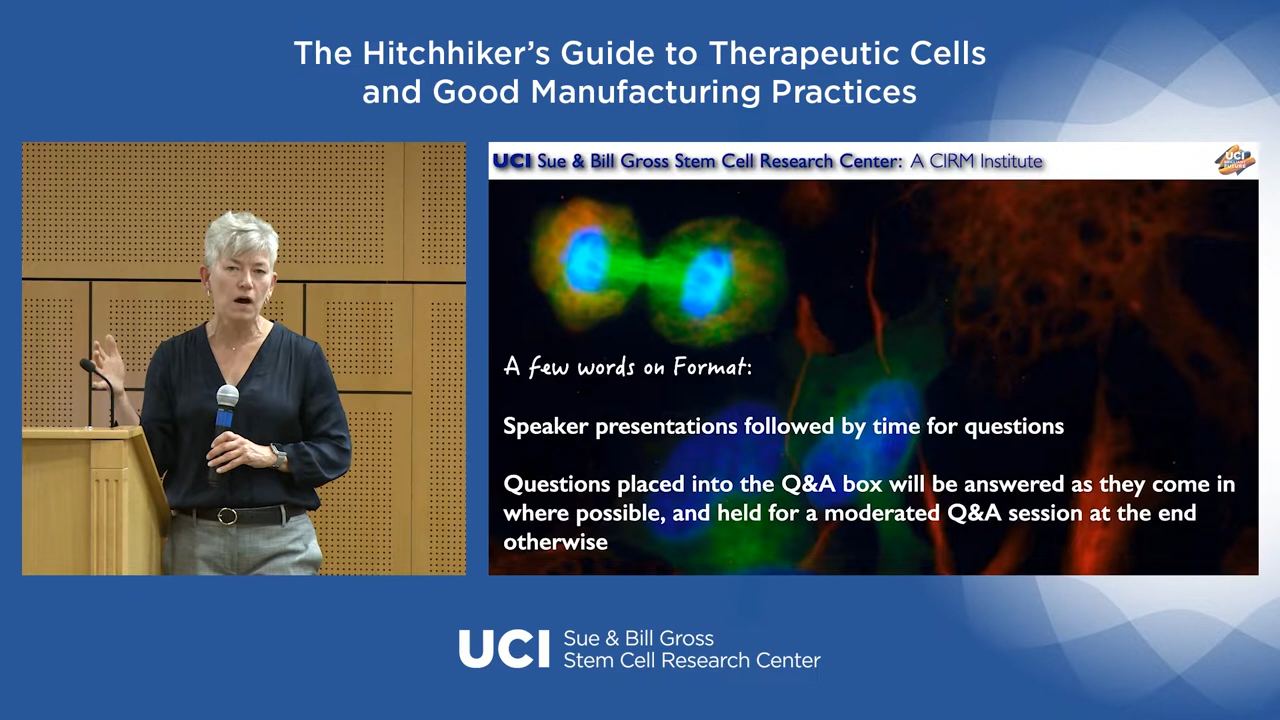 The Hitchhiker's Guide to Therapeutic Cells
and Good Manufacturing Practices
UCI Sue & Bill Gross Stem Cell Research Center: A CIRM Institute
UCI
BRILLIANT
FUTURE
A few words on Format:
Speaker presentations followed by time for questions
Questions placed into the Q&A box will be answered as they come in
where possible, and held for a moderated Q&A session at the end
otherwise
UCI Sue & Bill Gross
Stem Cell Research Center